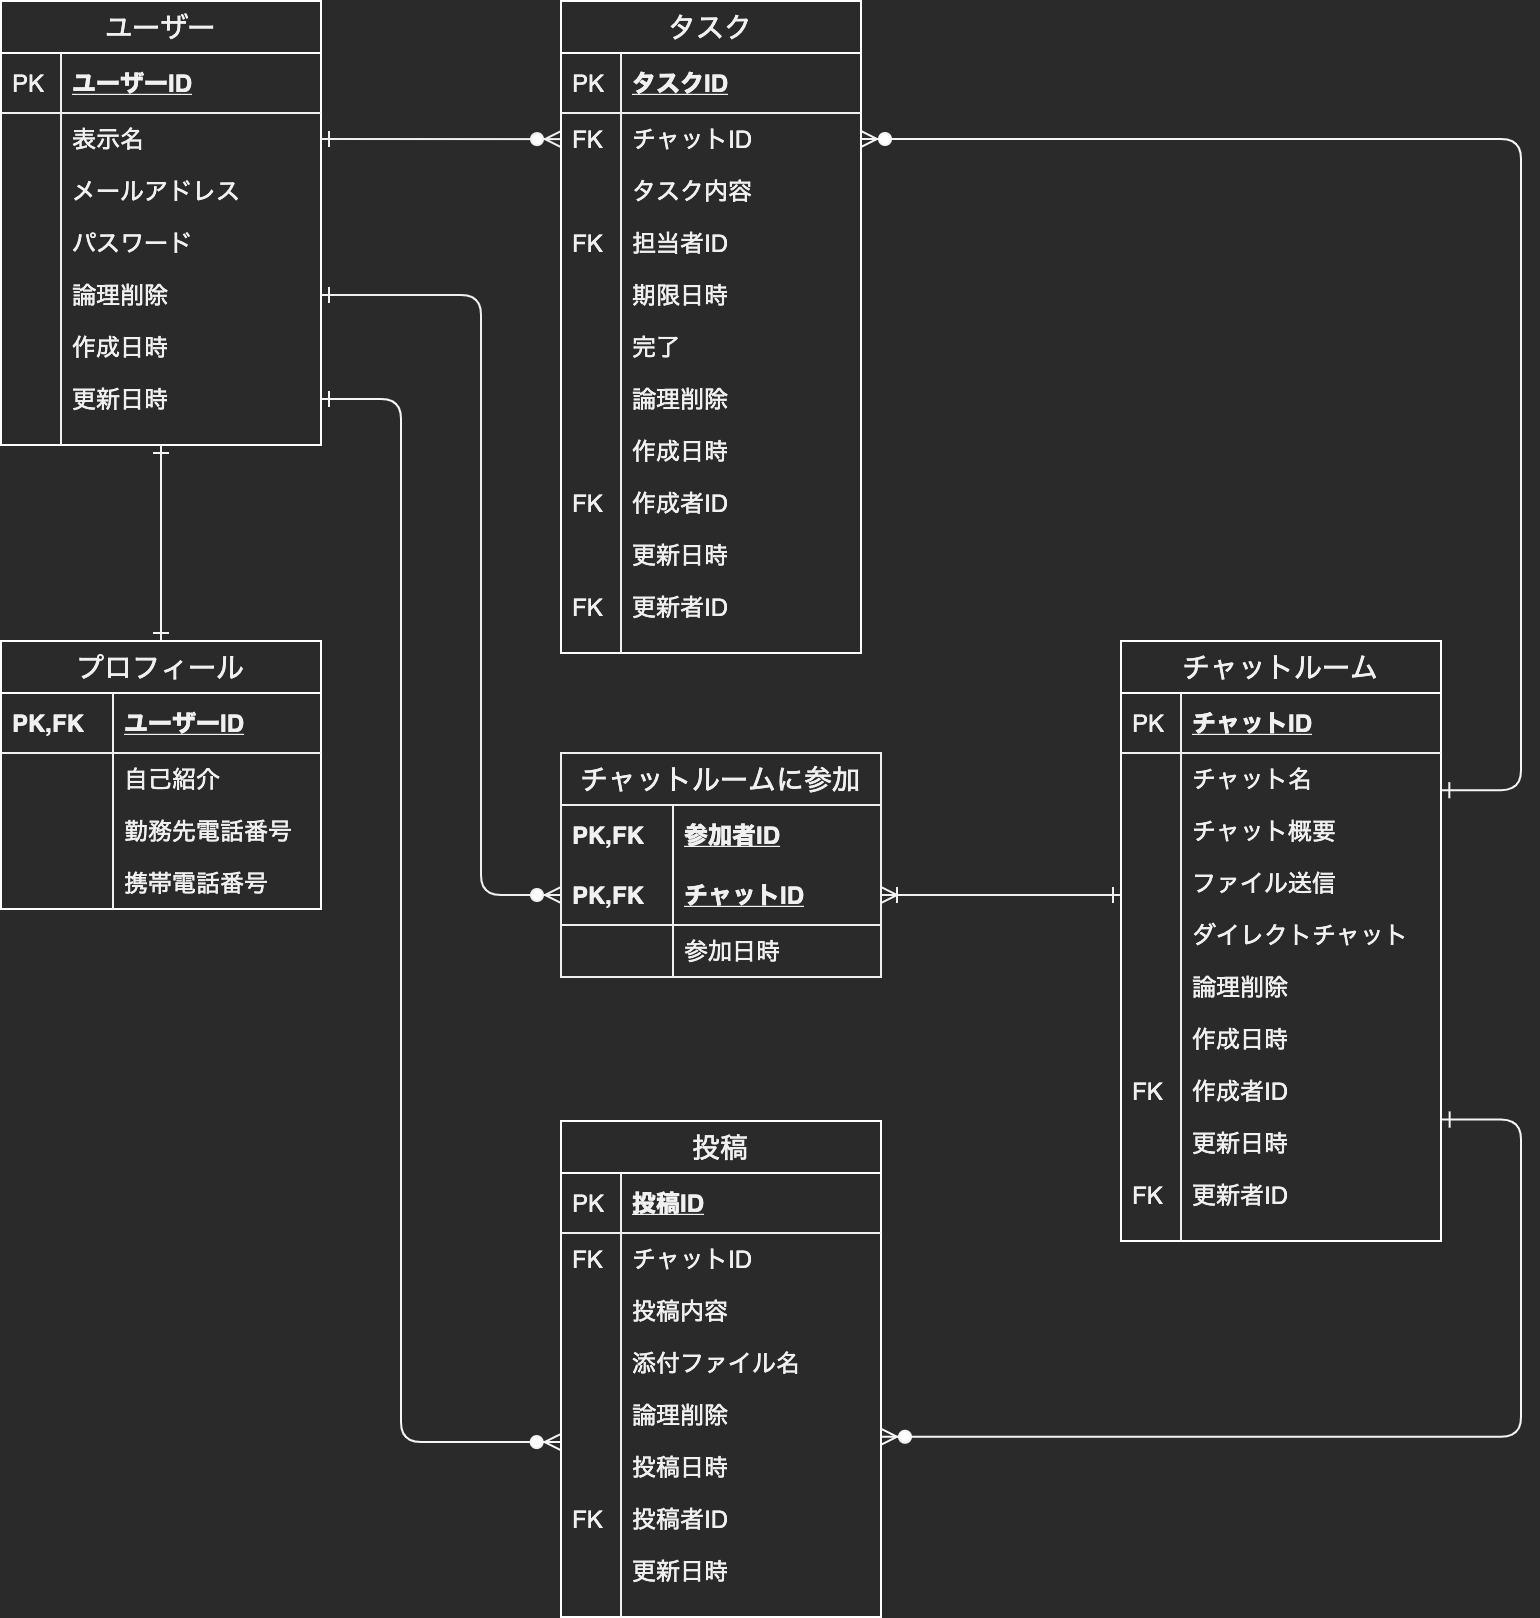 ユーザー
PK ユーザーID
表示名
メールアドレス
パスワード
論理削除
作成日時
更新日時
タスク
PK タスクID
FK チャットID
タスク内容
FK 担当者ID
期限日時
完了
論理削除
作成日時
FK 作成者ID
更新日時
FK 更新者ID
プロフィール
PK,FK ユーザーID
自己紹介
勤務先電話番号
携帯電話番号
チャットルームに参加
PK,FK 参加者ID
PK,FK チャットID
参加日時
チャットルーム
PK チャットID
チャット名
チャット概要
ファイル送信
ダイレクトチャット
論理削除
作成日時
FK 作成者ID
更新日時
FK 更新者ID
投稿
PK 投稿ID
FK チャットID
投稿内容
添付ファイル名
論理削除
投稿日時
FK 投稿者ID
更新日時